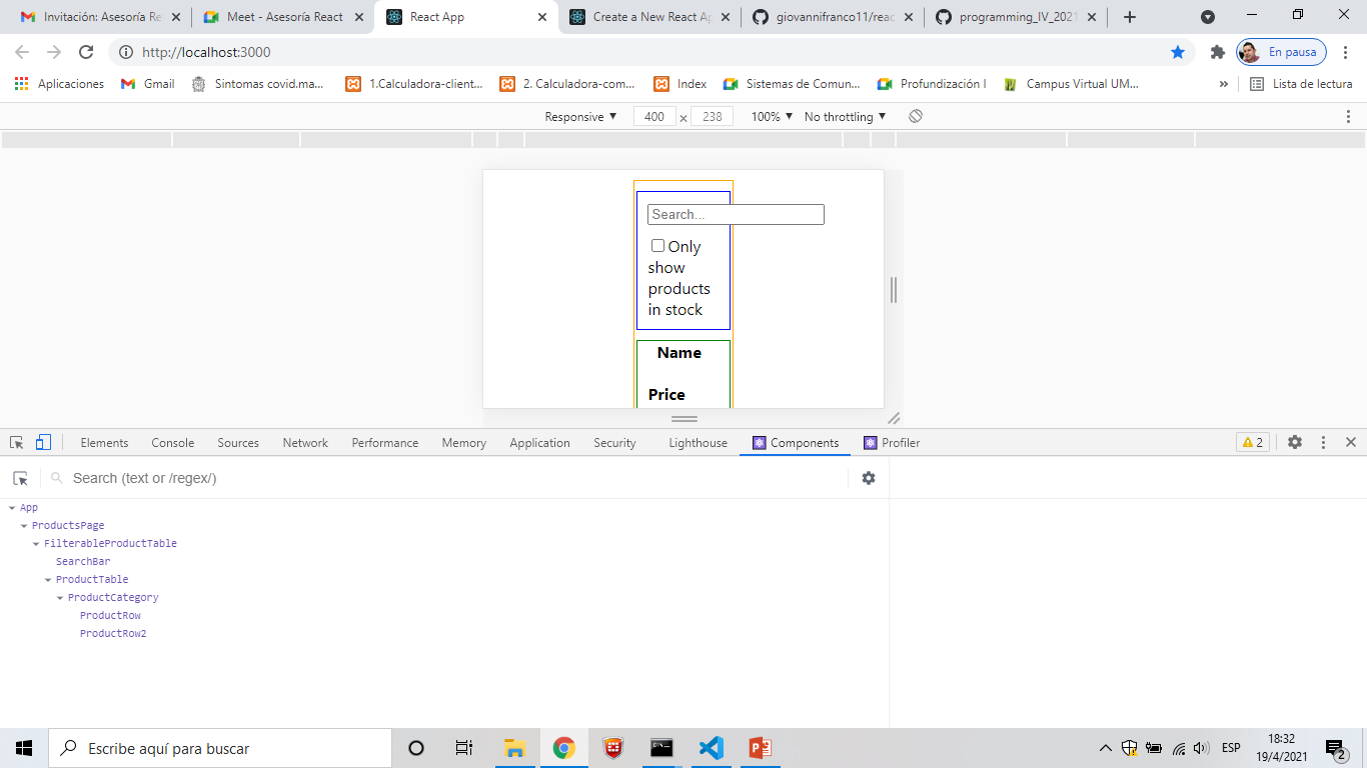 Invitación: Asesoría Re
Meet - Asesoría React
React App
Create a New React Ap
giovannifranco11/reac
programming_IV_2021
http://localhost:3000
En pausa
Aplicaciones
Gmail
Sintomas covid.ma...
1.Calculadora-client...
2. Calculadora-com...
Index
Sistemas de Comun...
Profundización I
Campus Virtual UM...
»
Lista de lectura
Responsive
400 × 238
100%
No throttling
Search...
Only
show
products
in stock
Name
Price
Elements
Console
Sources
Network
Performance
Memory
Application
Security
Lighthouse
Components
Profiler
2
Search (text or /regex/)
App
ProductsPage
FilterableProductTable
SearchBar
ProductTable
ProductCategory
ProductRow
ProductRow2
Escribe aquí para buscar
ESP
18:32
19/4/2021
2